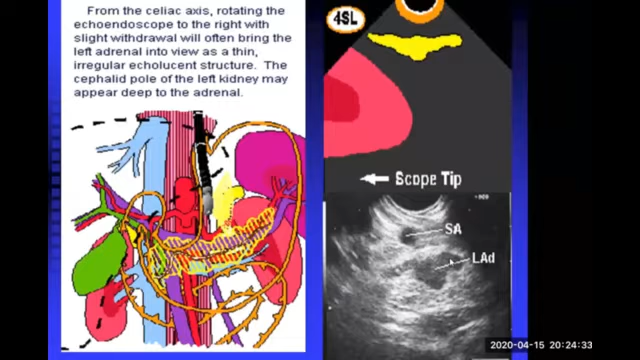 From the celiac axis, rotating the
echoendoscope to the right with
slight withdrawal will often bring the
left adrenal into view as a thin,
irregular echolucent structure. The
cephalid pole of the left kidney may
appear deep to the adrenal.
4SL
Scope Tip
SA
LAd
2020-04-15 20:24:33